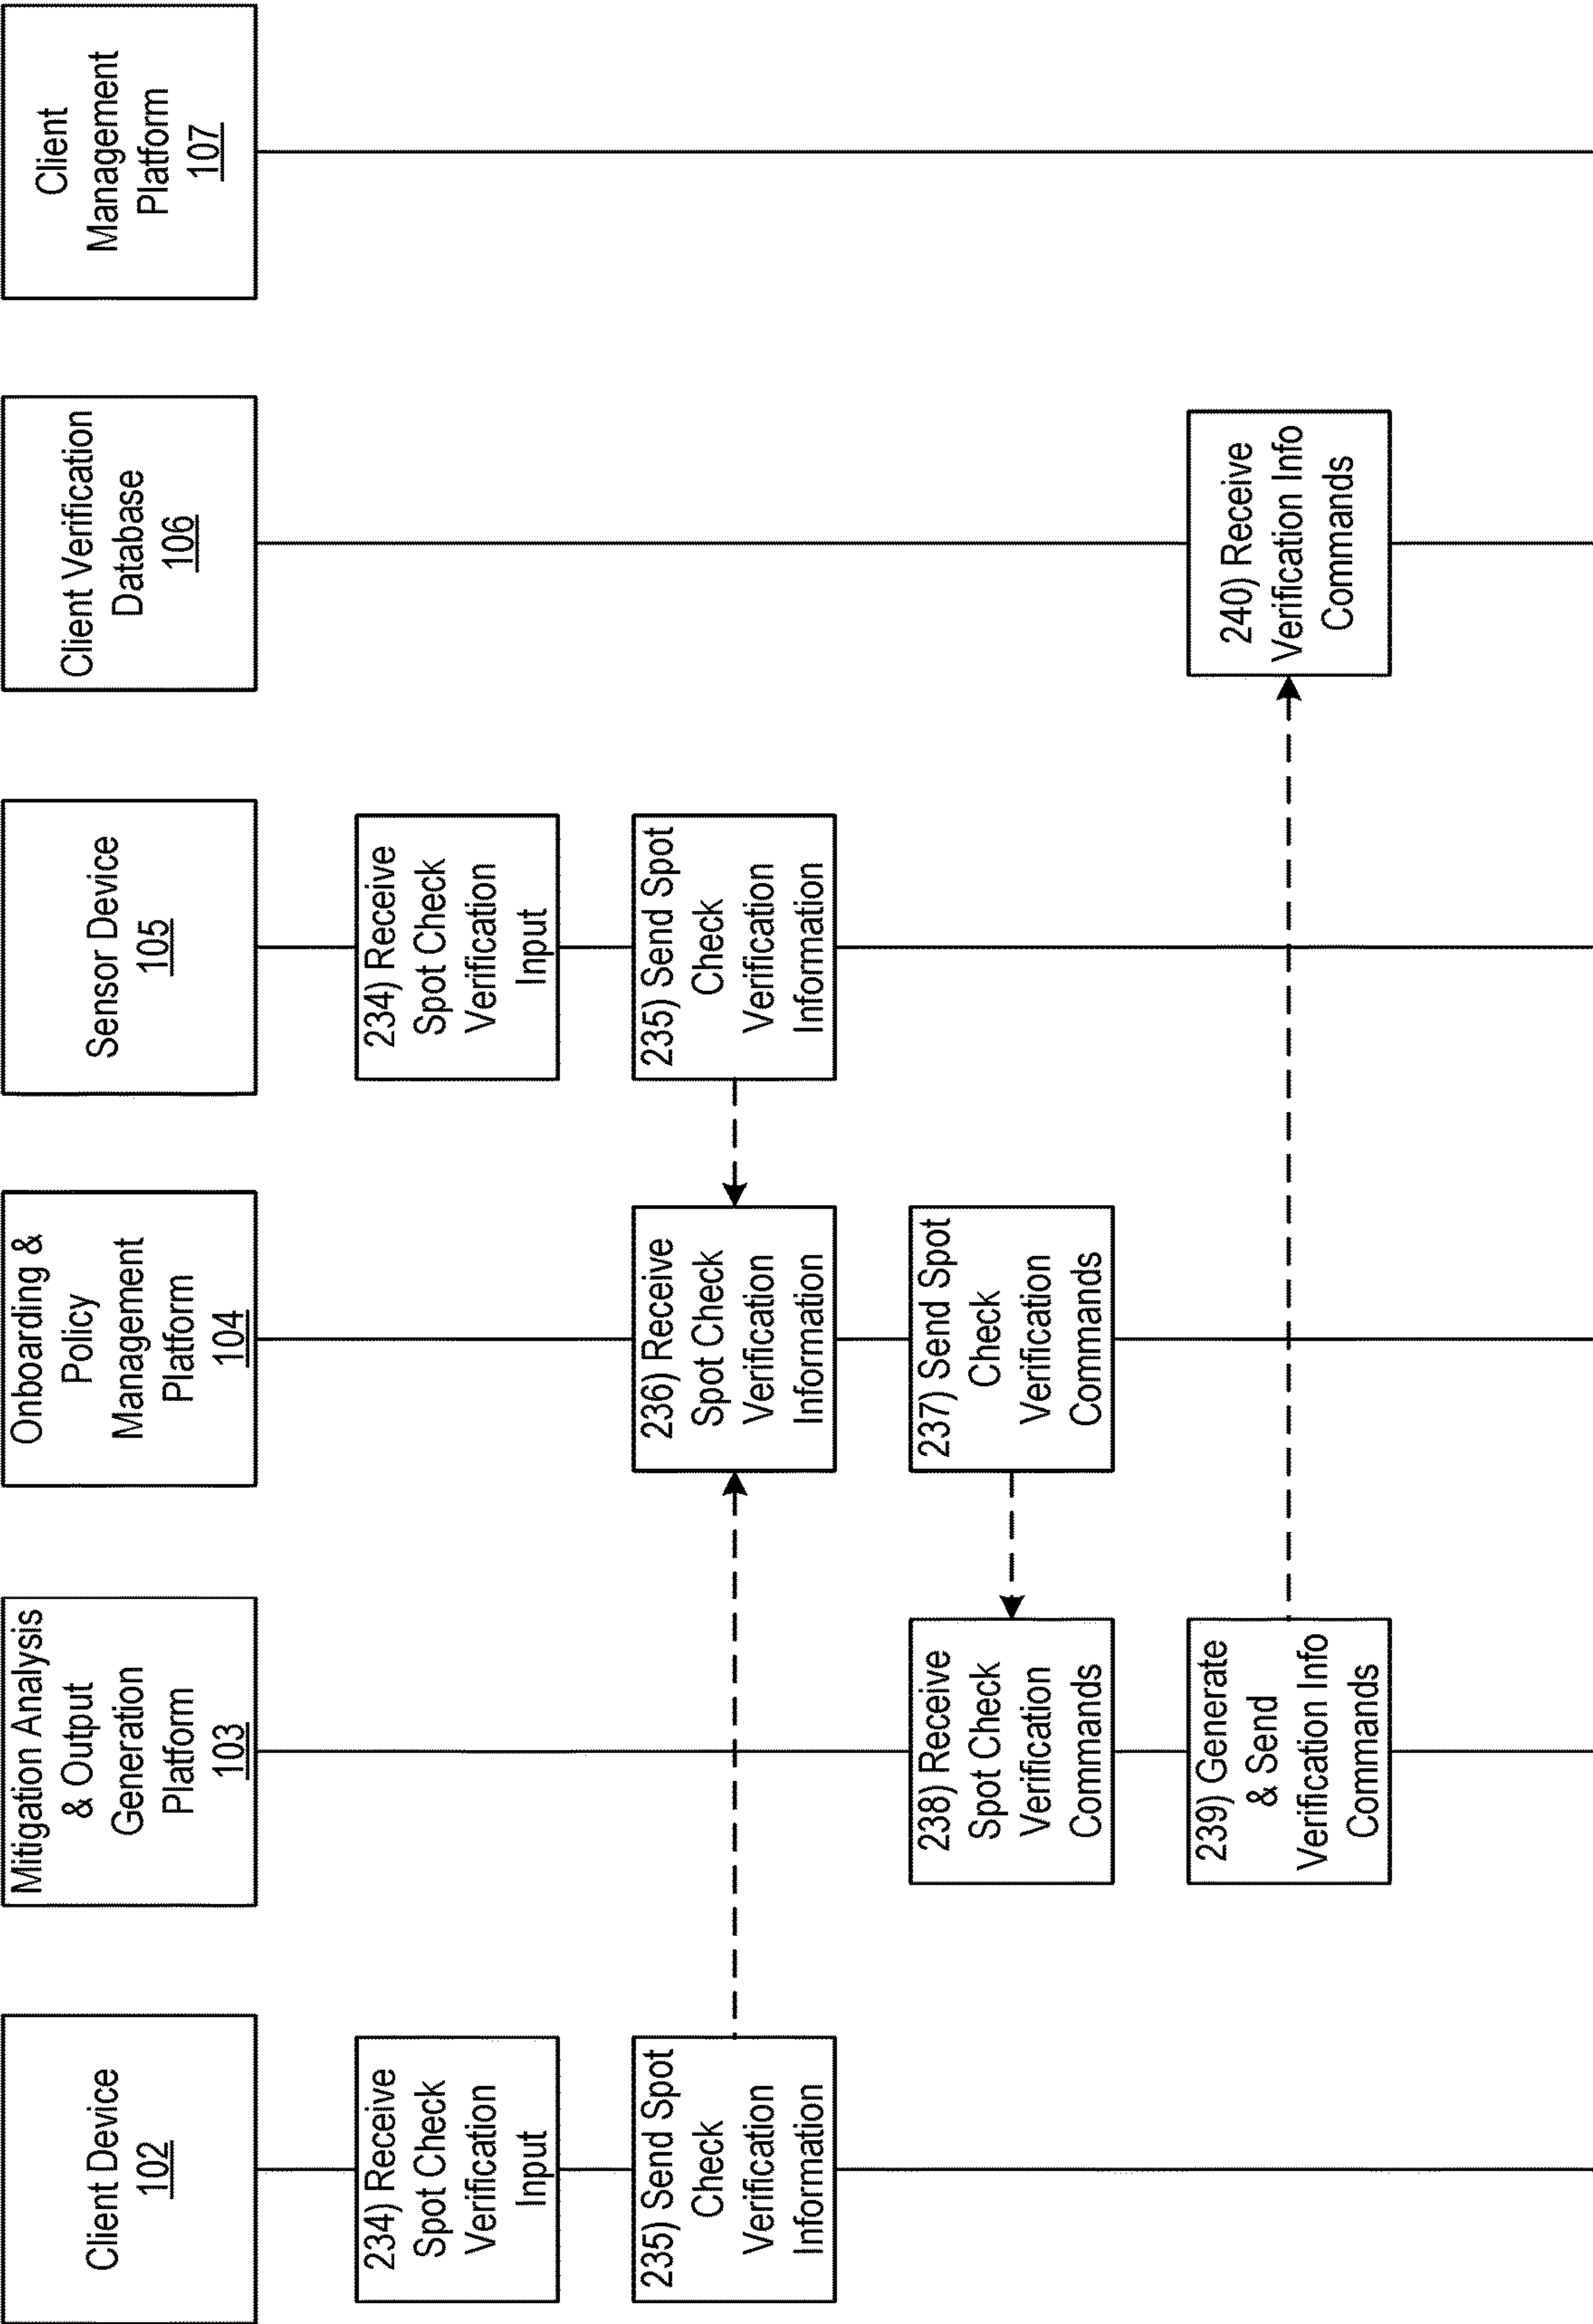 Client Device
102
Mitigation Analysis
& Output
Generation
Platform
103
Onboarding &
Policy
Management
Platform
104
Sensor Device
105
Client Verification
Database
106
Client
Management
Platform
107
234) Receive
Spot Check
Verification
Input
234) Receive
Spot Check
Verification
Input
235) Send Spot
Check
Verification
Information
236) Receive
Spot Check
Verification
Information
235) Send Spot
Check
Verification
Information
238) Receive
Spot Check
Verification
Commands
237) Send Spot
Check
Verification
Commands
239) Generate
& Send
Verification Info
Commands
240) Receive
Verification Info
Commands